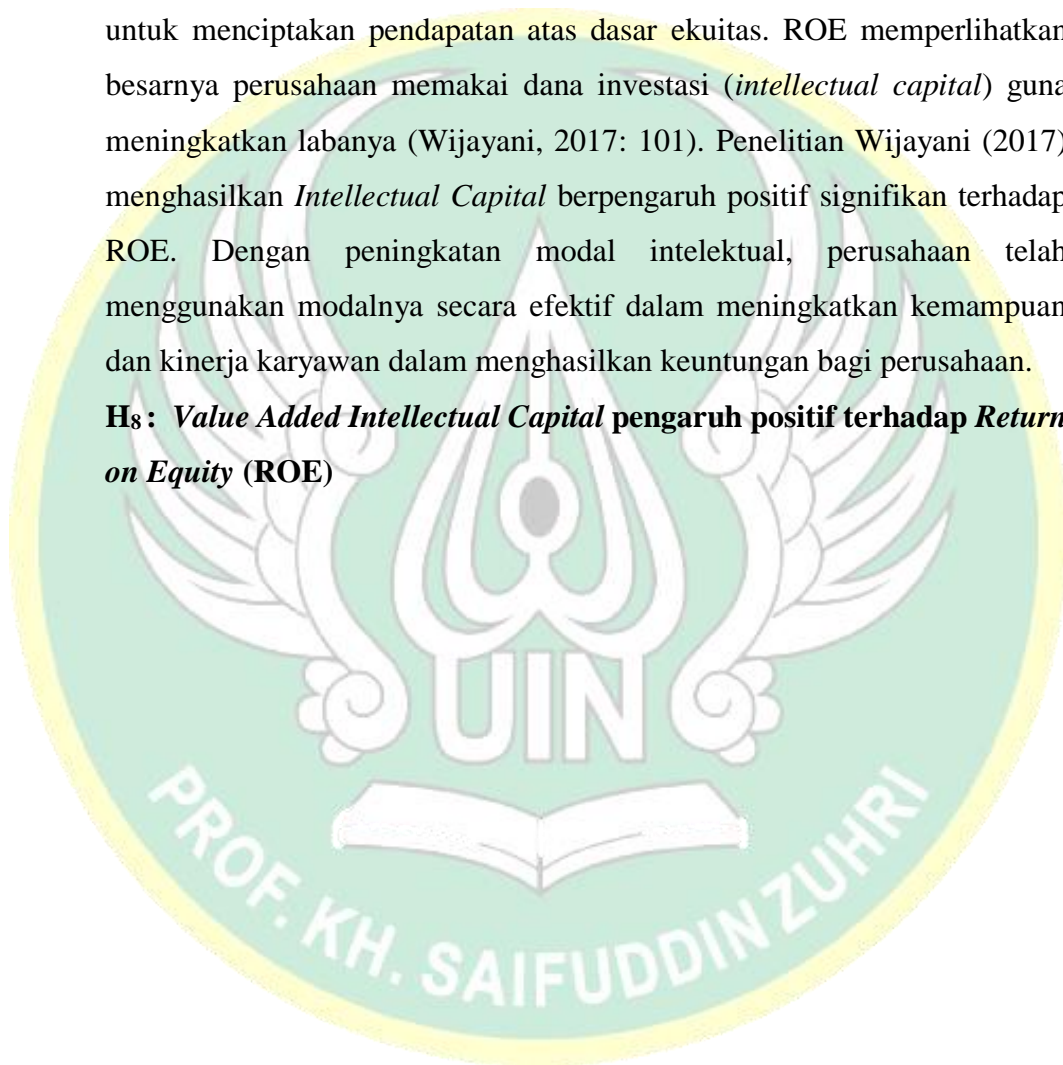 untuk menciptakan pendapatan atas dasar ekuitas. ROE memperlihatkan
besarnya perusahaan memakai dana investasi (intellectual capital) guna
meningkatkan labanya (Wijayani, 2017: 101). Penelitian Wijayani (2017)
menghasilkan Intellectual Capital berpengaruh positif signifikan terhadap
ROE. Dengan peningkatan modal intelektual, perusahaan telah
menggunakan modalnya secara efektif dalam meningkatkan kemampuan
dan kinerja karyawan dalam menghasilkan keuntungan bagi perusahaan.
H₈ : Value Added Intellectual Capital pengaruh positif terhadap Return
on Equity (ROE)
UIN
PROF. KH. SAIFUDDIN ZUHRI